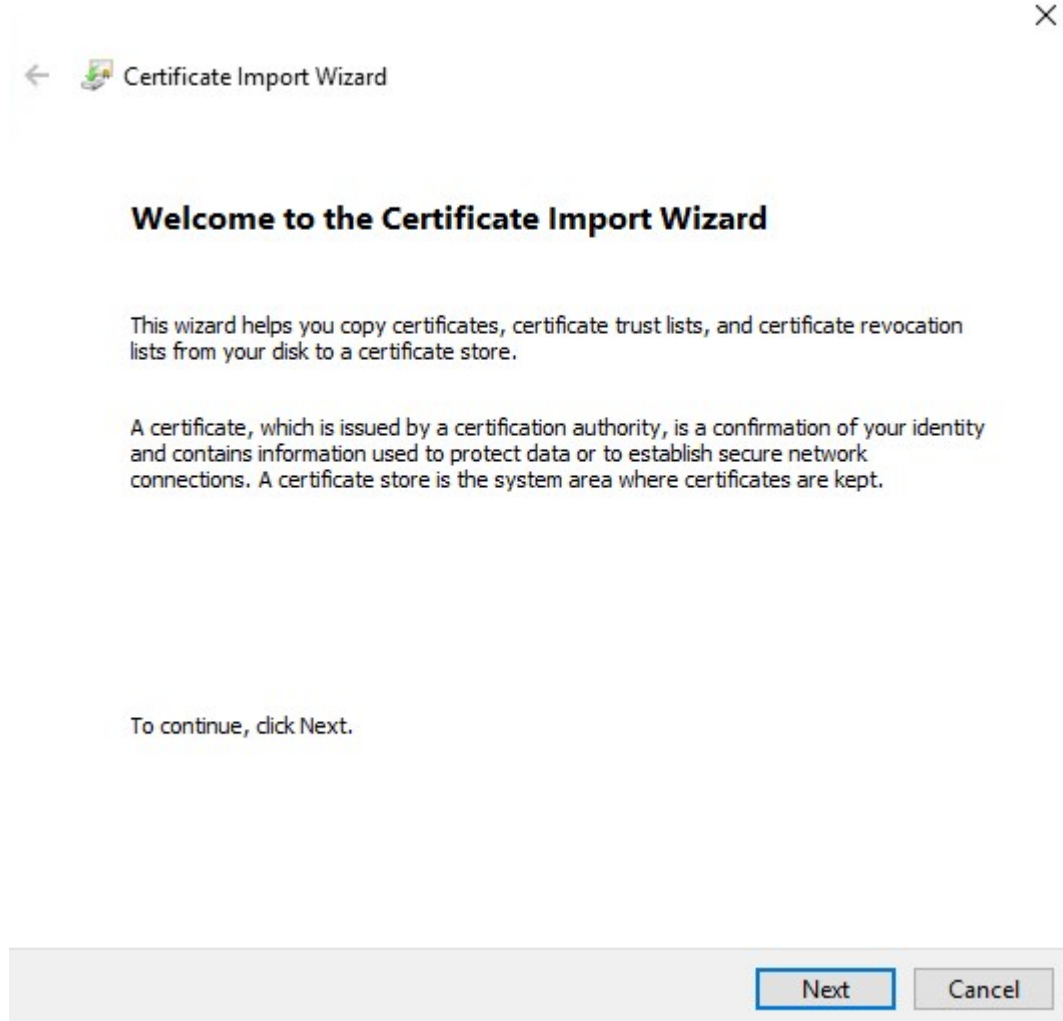 Certificate Import Wizard
Welcome to the Certificate Import Wizard
This wizard helps you copy certificates, certificate trust lists, and certificate revocation
lists from your disk to a certificate store.
A certificate, which is issued by a certification authority, is a confirmation of your identity
and contains information used to protect data or to establish secure network
connections. A certificate store is the system area where certificates are kept.
To continue, click Next.
Next
Cancel